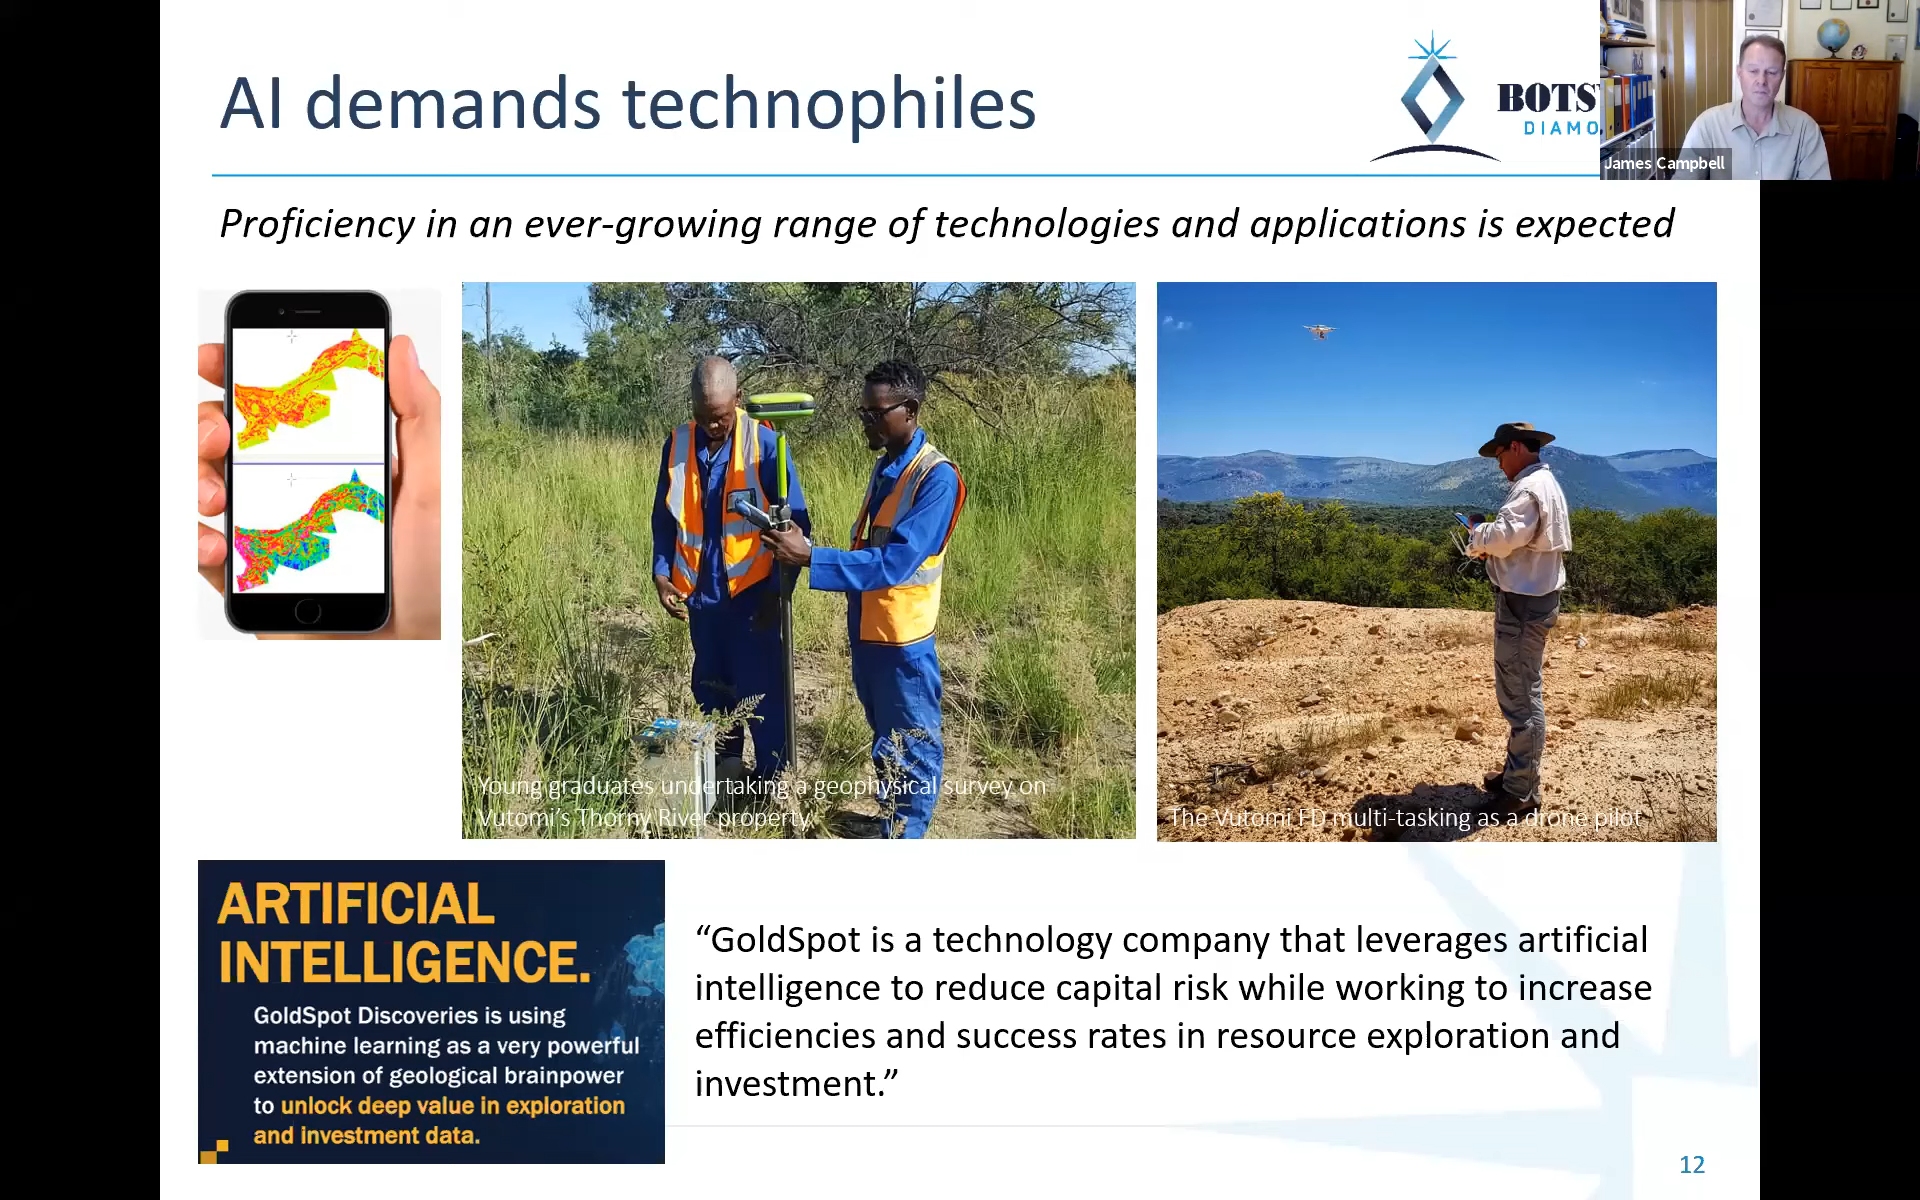 AI demands technophiles
BOTS
DIAMO
James Campbell
Proficiency in an ever-growing range of technologies and applications is expected
Young graduates undertaking a geophysical survey on
Vutomi's Thorny River property
The Vutomi FD multi-tasking as a drone pilot
ARTIFICIAL
INTELLIGENCE.
GoldSpot Discoveries is using
machine learning as a very powerful
extension of geological brainpower
to unlock deep value in exploration
and investment data.
“GoldSpot is a technology company that leverages artificial
intelligence to reduce capital risk while working to increase
efficiencies and success rates in resource exploration and
investment.”
12